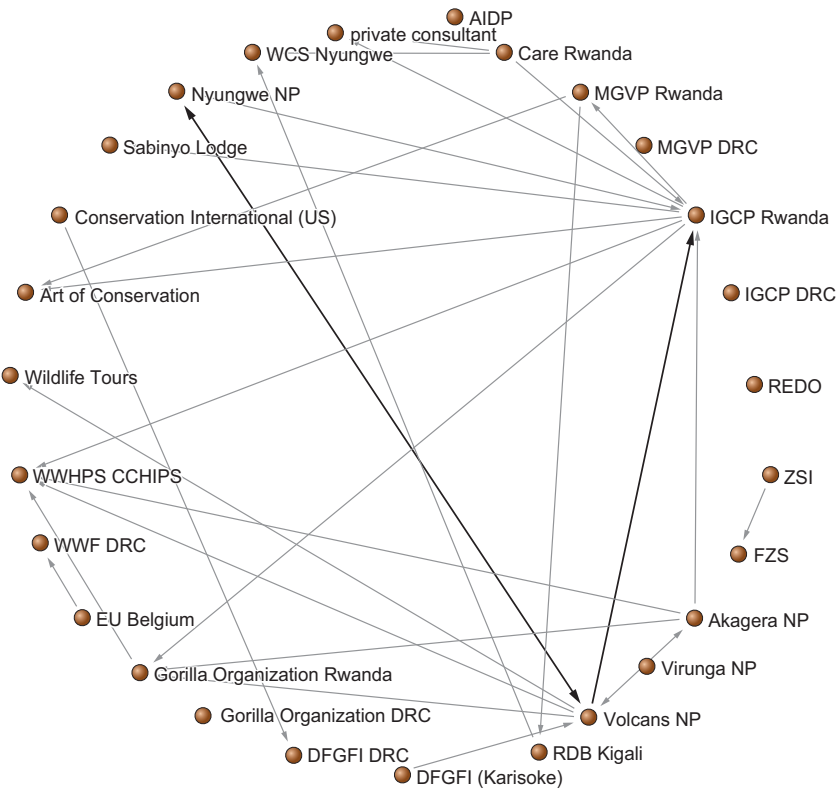 AIDP
private consultant
WCS Nyungwe
Care Rwanda
Nyungwe NP
MGVP Rwanda
Sabinyo Lodge
MGVP DRC
Conservation International (US)
IGCP Rwanda
Art of Conservation
IGCP DRC
Wildlife Tours
REDO
WWHPS CCHIPS
ZSI
WWF DRC
FZS
EU Belgium
Akagera NP
Gorilla Organization Rwanda
Virunga NP
Gorilla Organization DRC
Volcans NP
DFGFI DRC
RDB Kigali
DFGFI (Karisoke)